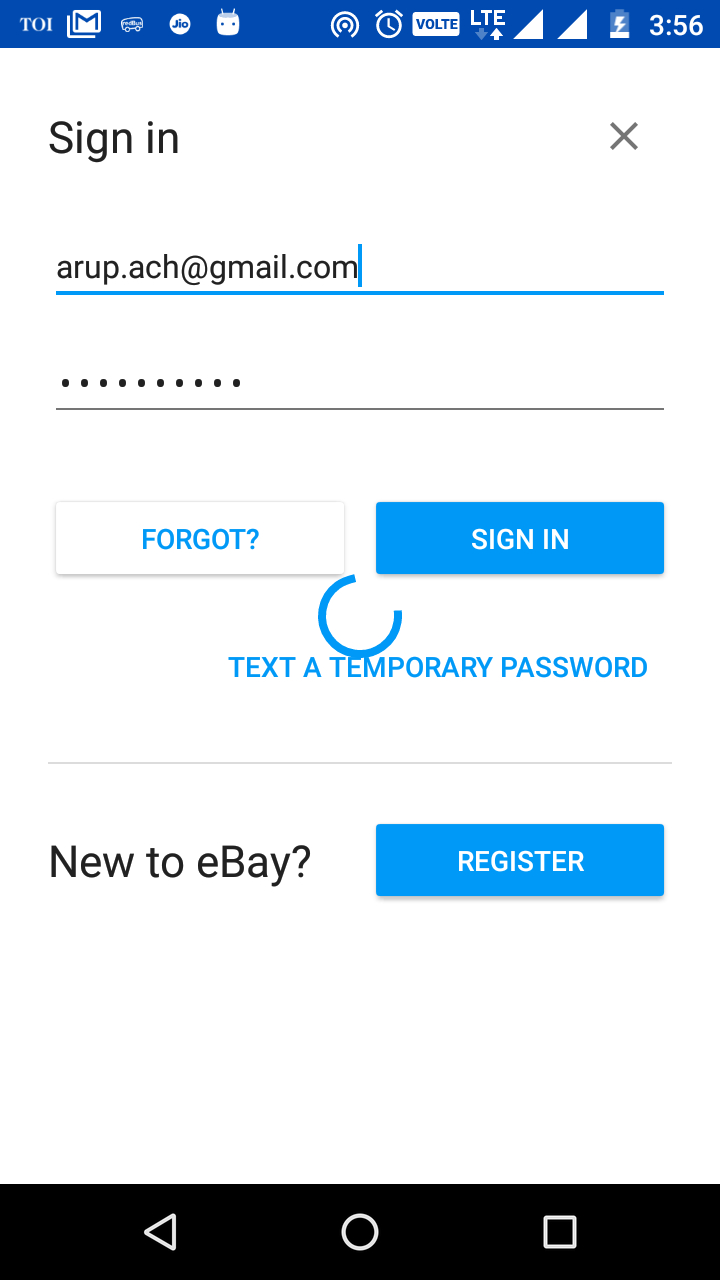 TOI redBus Jio VOLTE LTE 3:56
Sign in
arup.ach@gmail.com
FORGOT? SIGN IN
TEXT A TEMPORARY PASSWORD
New to eBay? REGISTER